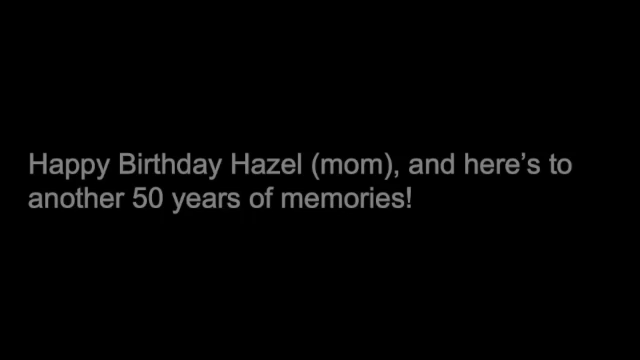 Happy Birthday Hazel (mom), and here’s to
another 50 years of memories!